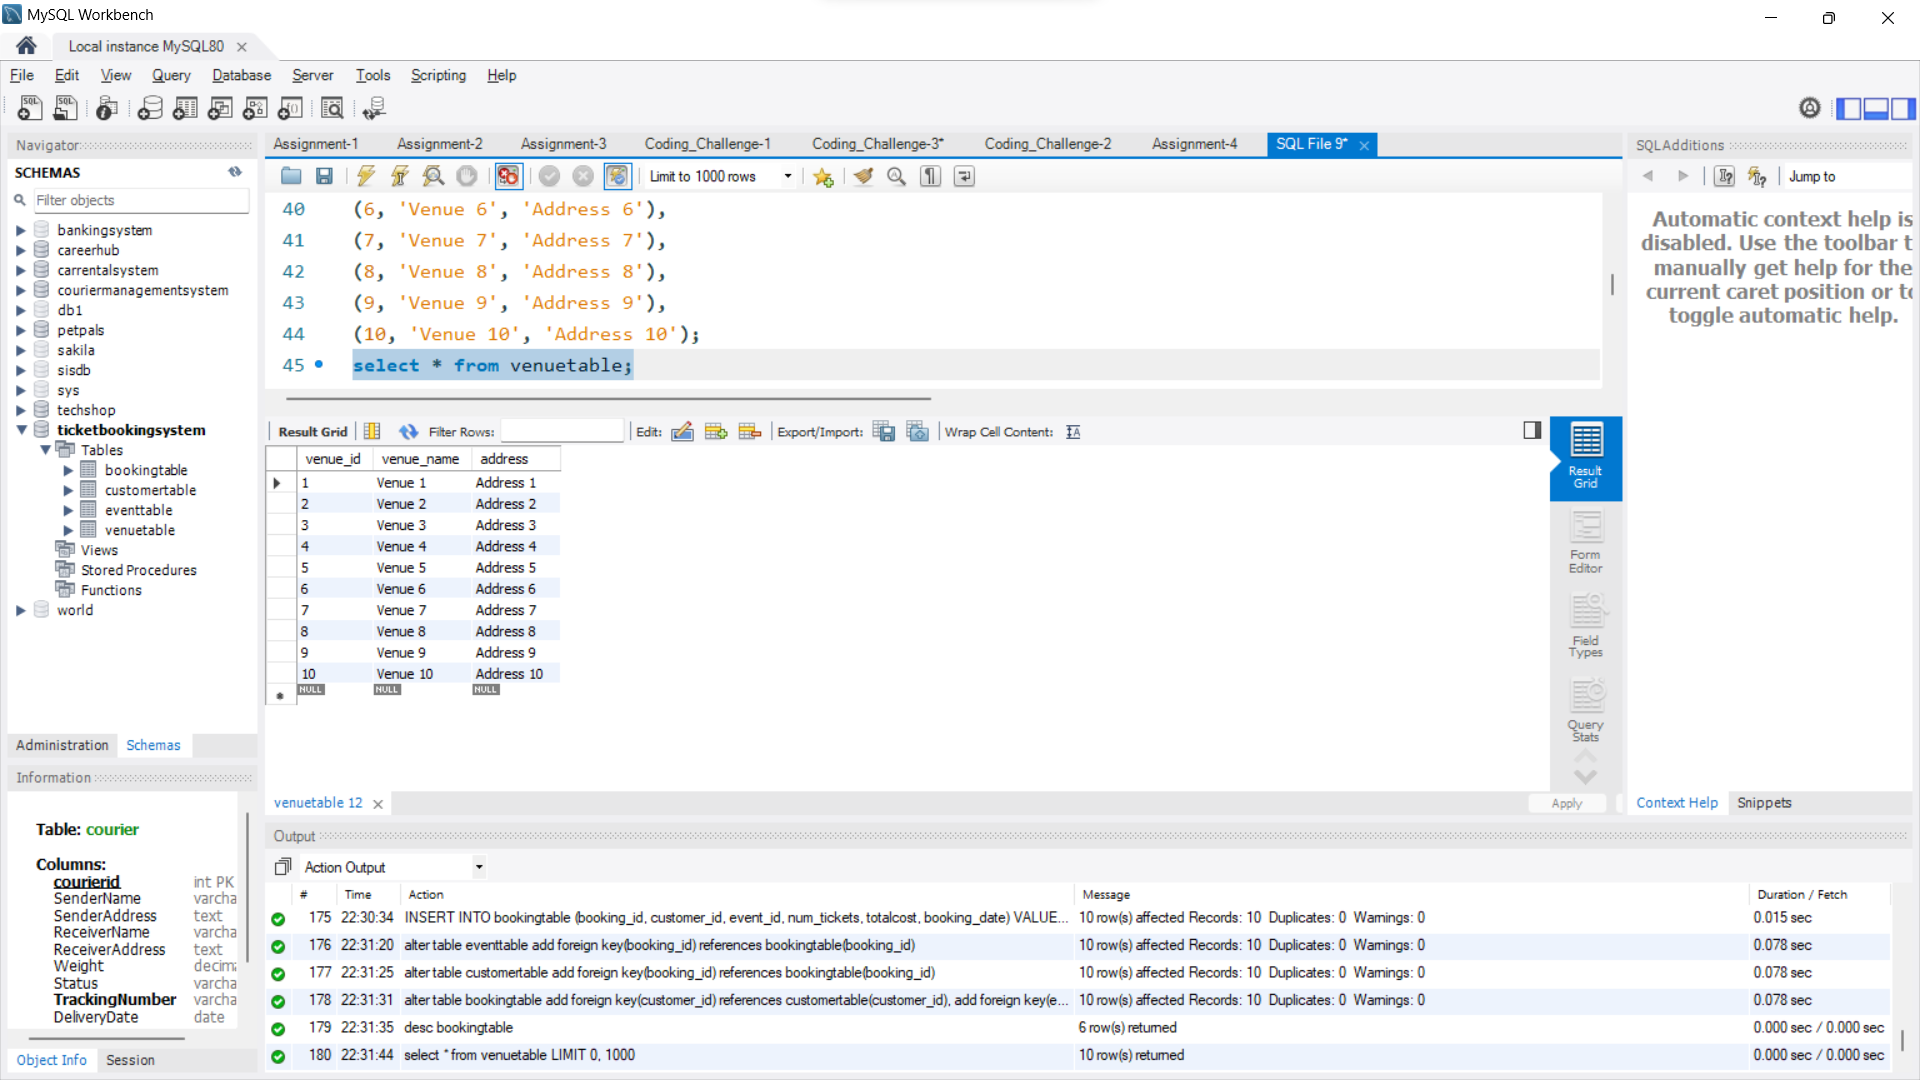 MySQL Workbench
Local instance MySQL80
File Edit View Query Database Server Tools Scripting Help
Navigator
SCHEMAS
Filter objects
bankingsystem
careerhub
carrentalsystem
couriermanagementsystem
db1
petpals
sakila
sisdb
sys
techshop
ticketbookingsystem
Tables
bookingtable
customertable
eventtable
venuetable
Views
Stored Procedures
Functions
world
Administration Schemas
Information
Table: courier
Columns:
courierid int PK
SenderName varcha
SenderAddress text
ReceiverName varcha
ReceiverAddress text
Weight decim
Status varcha
TrackingNumber varcha
DeliveryDate date
Object Info Session
Assignment-1 Assignment-2 Assignment-3 Coding_Challenge-1 Coding_Challenge-3* Coding_Challenge-2 Assignment-4 SQL File 9*
Limit to 1000 rows
40 (6, 'Venue 6', 'Address 6'),
41 (7, 'Venue 7', 'Address 7'),
42 (8, 'Venue 8', 'Address 8'),
43 (9, 'Venue 9', 'Address 9'),
44 (10, 'Venue 10', 'Address 10');
45 select * from venuetable;
Result Grid Filter Rows: Edit: Export/Import: Wrap Cell Content:
venue_id venue_name address
1 Venue 1 Address 1
2 Venue 2 Address 2
3 Venue 3 Address 3
4 Venue 4 Address 4
5 Venue 5 Address 5
6 Venue 6 Address 6
7 Venue 7 Address 7
8 Venue 8 Address 8
9 Venue 9 Address 9
10 Venue 10 Address 10
NULL NULL NULL
Result
Grid
Form
Editor
Field
Types
Query
Stats
venuetable 12
Apply
Output
Action Output
# Time Action Message Duration / Fetch
175 22:30:34 INSERT INTO bookingtable (booking_id, customer_id, event_id, num_tickets, totalcost, booking_date) VALUE... 10 row(s) affected Records: 10 Duplicates: 0 Warnings: 0 0.015 sec
176 22:31:20 alter table eventtable add foreign key(booking_id) references bookingtable(booking_id) 10 row(s) affected Records: 10 Duplicates: 0 Warnings: 0 0.078 sec
177 22:31:25 alter table customertable add foreign key(booking_id) references bookingtable(booking_id) 10 row(s) affected Records: 10 Duplicates: 0 Warnings: 0 0.078 sec
178 22:31:31 alter table bookingtable add foreign key(customer_id) references customertable(customer_id), add foreign key(e... 10 row(s) affected Records: 10 Duplicates: 0 Warnings: 0 0.078 sec
179 22:31:35 desc bookingtable 6 row(s) returned 0.000 sec / 0.000 sec
180 22:31:44 select * from venuetable LIMIT 0, 1000 10 row(s) returned 0.000 sec / 0.000 sec
SQLAdditions
Jump to
Automatic context help is
disabled. Use the toolbar t
manually get help for the
current caret position or to
toggle automatic help.
Context Help Snippets